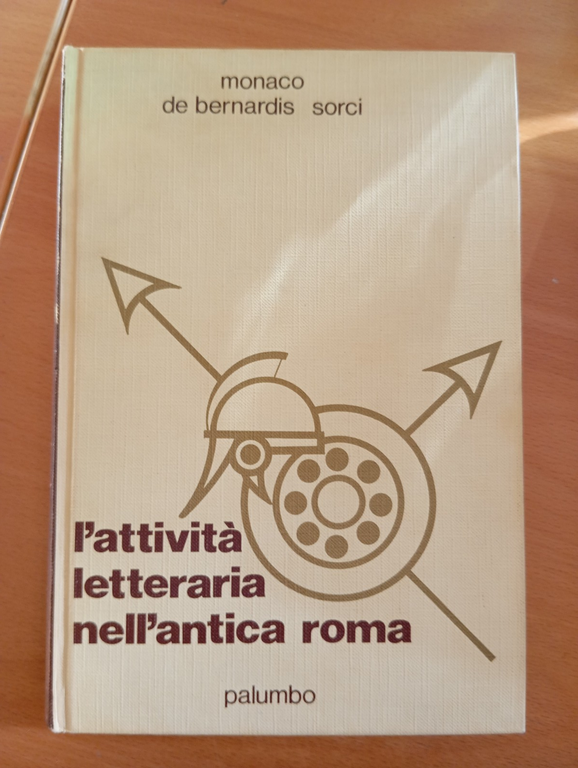 monaco
de bernardis sorci
l'attività
letteraria
nell'antica roma
palumbo